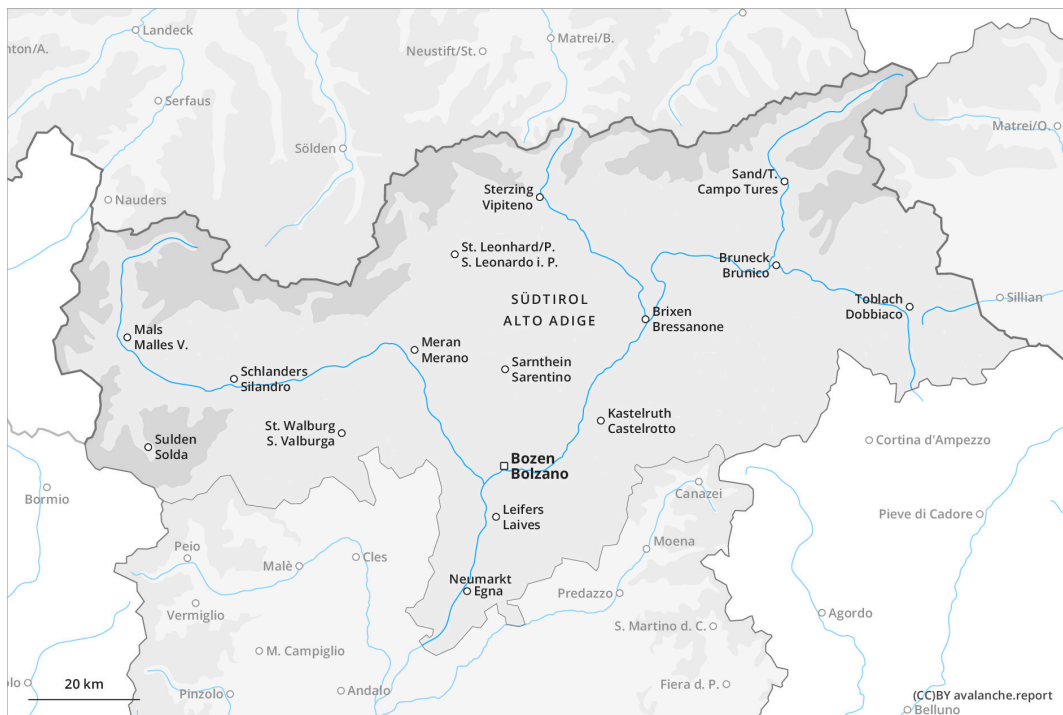 Landeck
nton/A.
Neustift/St.
Matrei/B.
Serfaus
Matrei/O.
Sölden
Sand/T.
Campo Tures
Sterzing
Vipiteno
Nauders
St. Leonhard/P.
S. Leonardo i. P.
Bruneck
Brunico
SÜDTIROL
ALTO ADIGE
Toblach
Dobbiaco
Sillian
Brixen
Bressanone
Mals
Malles V.
Meran
Merano
Sarnthein
Sarentino
Schlanders
Silandro
Kastelruth
Castelrotto
St. Walburg
S. Valburga
Sulden
Solda
Cortina d'Ampezzo
Bozen
Bolzano
Bormio
Canazei
Leifers
Laives
Pieve di Cadore
Peio
Malè
Cles
Moena
Neumarkt
Egna
Predazzo
Vermiglio
Agordo
S. Martino d. C.
M. Campiglio
olo
20 km
Pinzolo
Andalo
Fiera d. P.
(CC)BY avalanche.report
Belluno